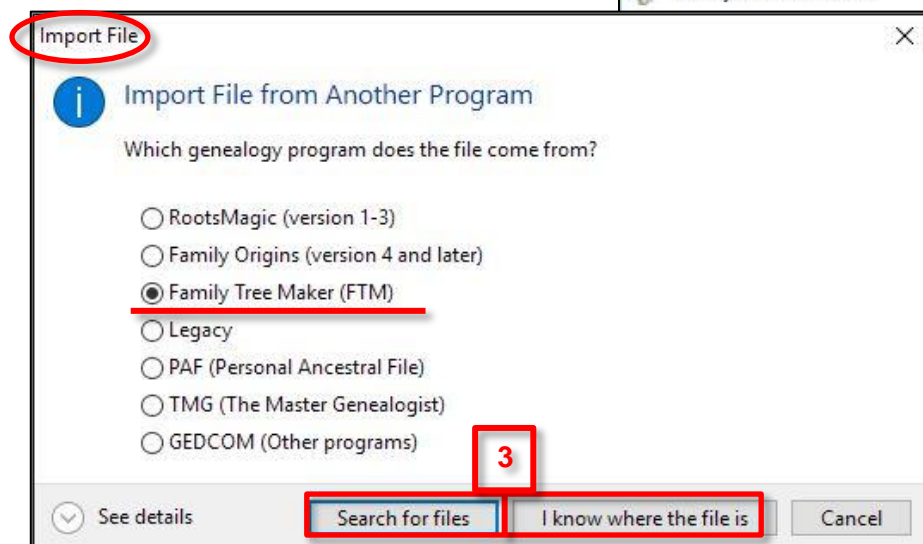 Import File
Import File from Another Program
Which genealogy program does the file come from?
RootsMagic (version 1-3)
Family Origins (version 4 and later)
Family Tree Maker (FTM)
Legacy
PAF (Personal Ancestral File)
TMG (The Master Genealogist)
GEDCOM (Other programs)
3
See details
Search for files
I know where the file is
Cancel